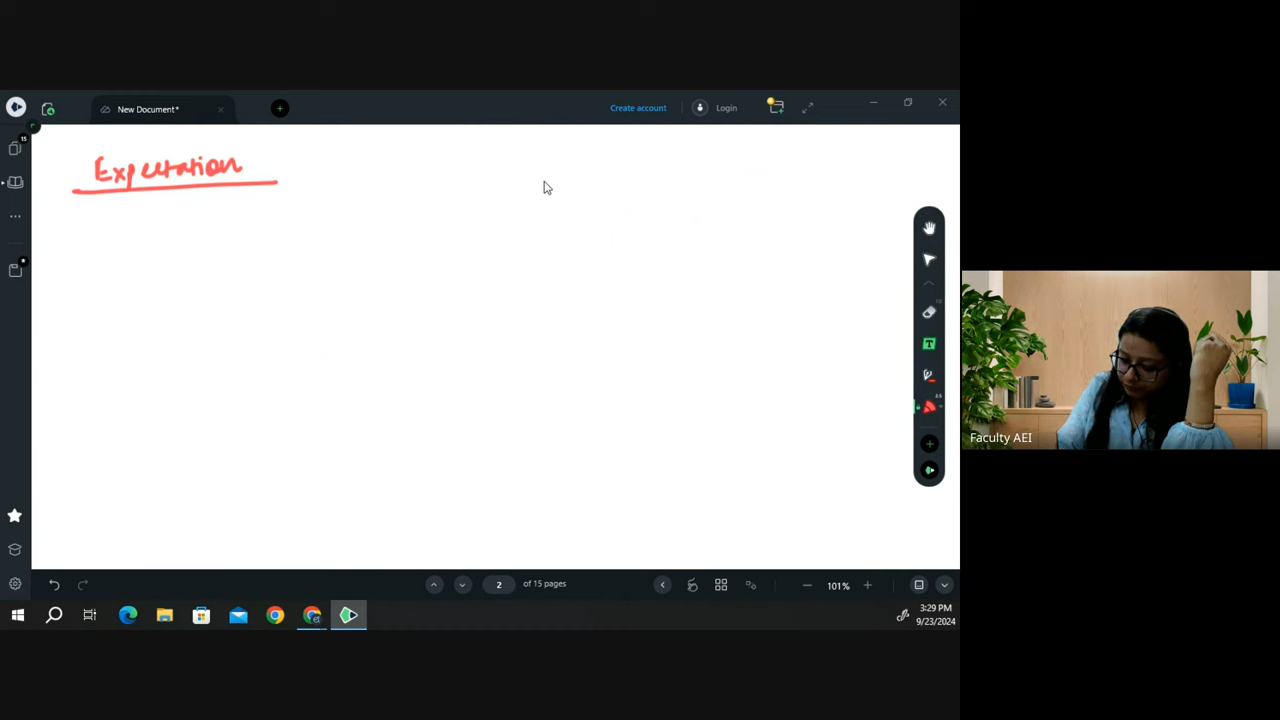 New Document*
Create account
Login
15
Expectation
Faculty AEI
2 of 15 pages
101%
3:29 PM
9/23/2024